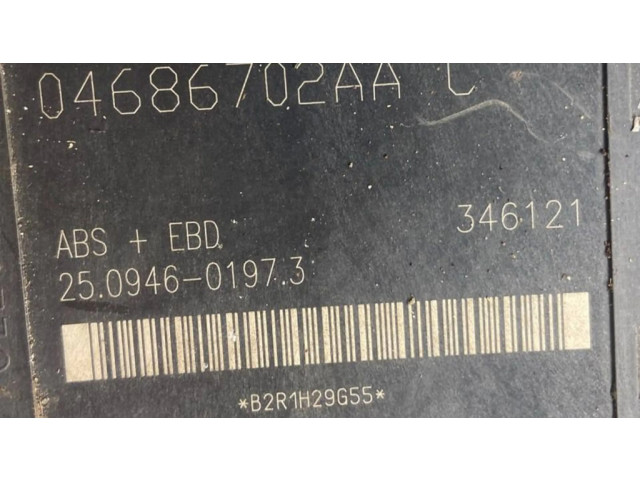 04686702AA C
ABS + EBD 346121
25.0946-0197.3
*B2R1H29G55*